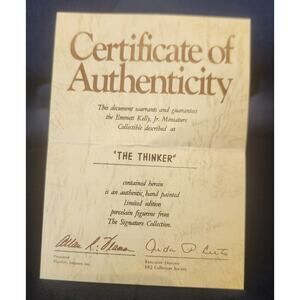 Certificate of
Authenticity
This document warrants and guarantees
the Emmett Kelly, Jr. Miniature
Collectible described as
"THE THINKER"
contained herein
is an authentic, hand painted
limited edition
porcelain figurine from
The Signature Collection.
President
Executive Director
EKJ Collectors Society